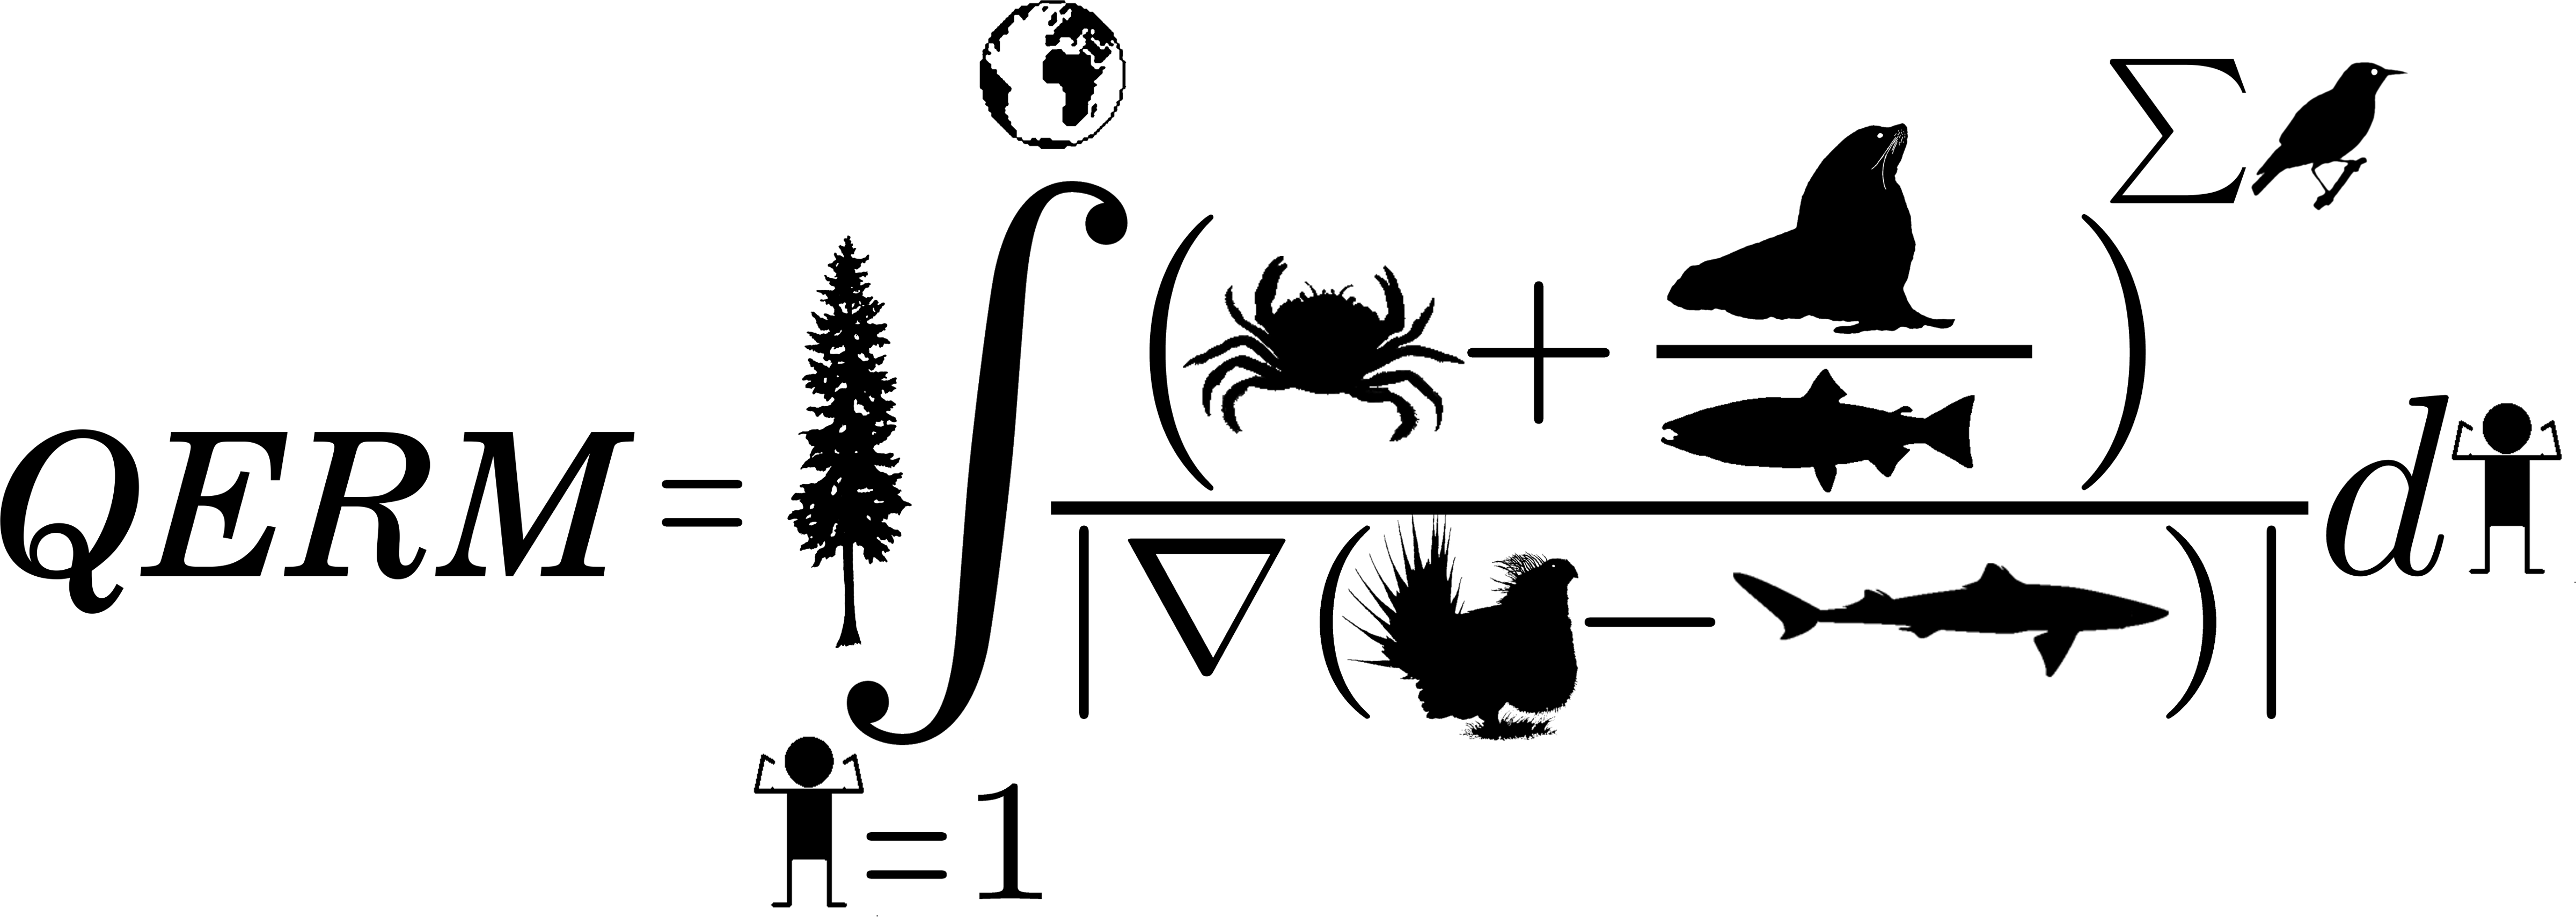 QERM = ∫ ( + ) Σ
| ∇ ( − ) | d
= 1